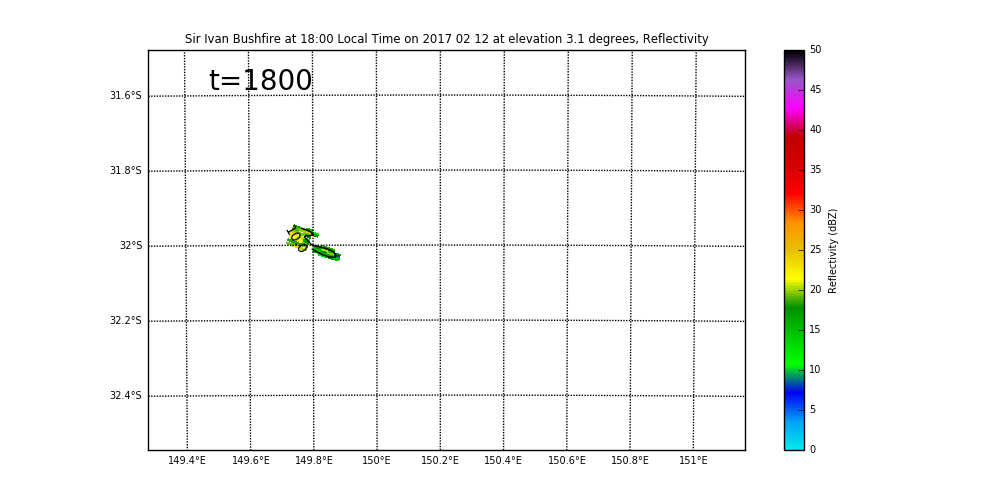 Sir Ivan Bushfire at 18:00 Local Time on 2017 02 12 at elevation 3.1 degrees, Reflectivity
t=1800
31.6°S
31.8°S
32°S
32.2°S
32.4°S
149.4°E 149.6°E 149.8°E 150°E 150.2°E 150.4°E 150.6°E 150.8°E 151°E
50
45
40
35
30
25
20
15
10
5
0
Reflectivity (dBZ)